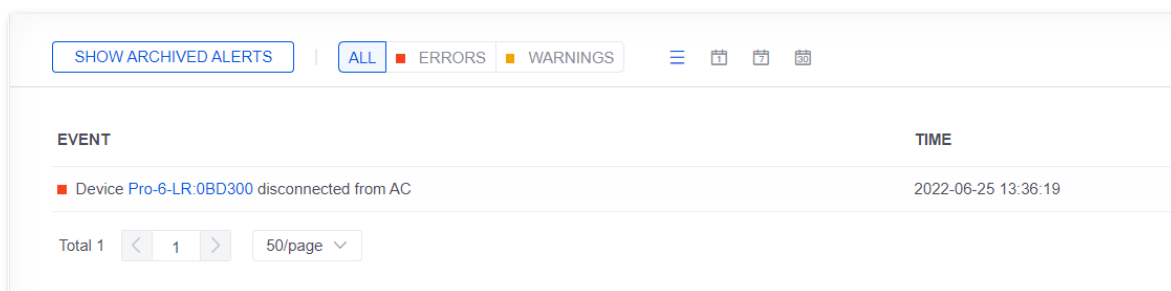 SHOW ARCHIVED ALERTS ALL ERRORS WARNINGS 1 7 30
EVENT TIME
Device Pro-6-LR:0BD300 disconnected from AC 2022-06-25 13:36:19
Total 1 1 50/page